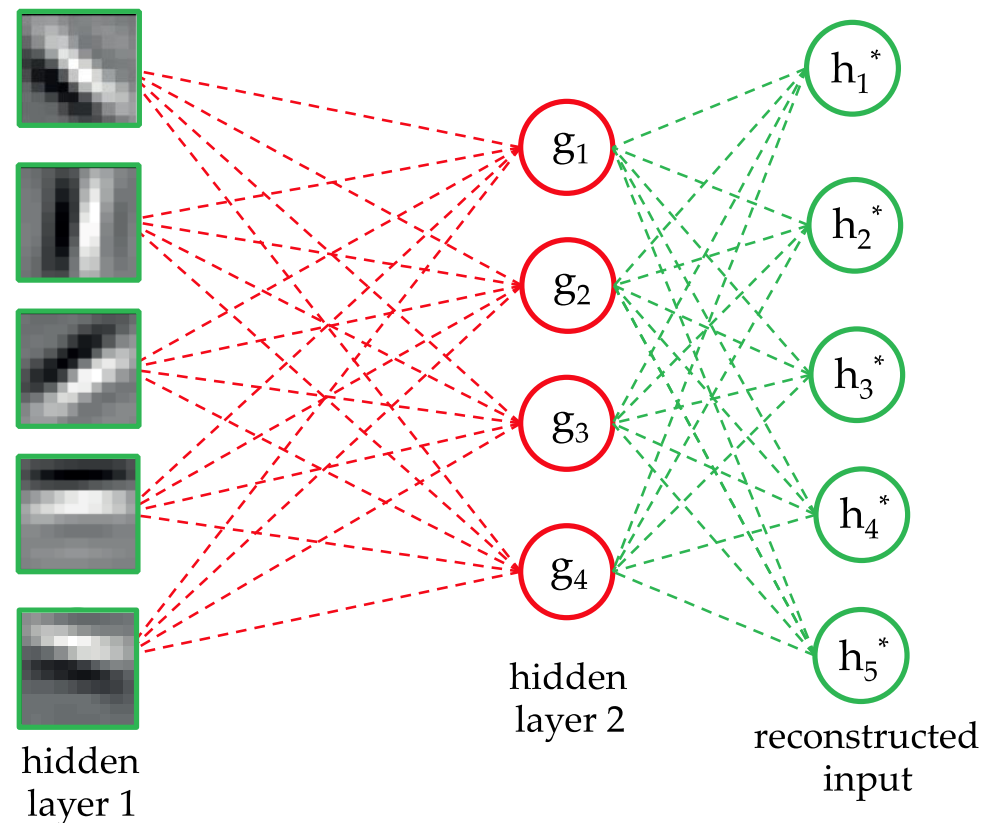 g₁
g₂
g₃
g₄
h₁*
h₂*
h₃*
h₄*
h₅*
hidden
layer 1
hidden
layer 2
reconstructed
input